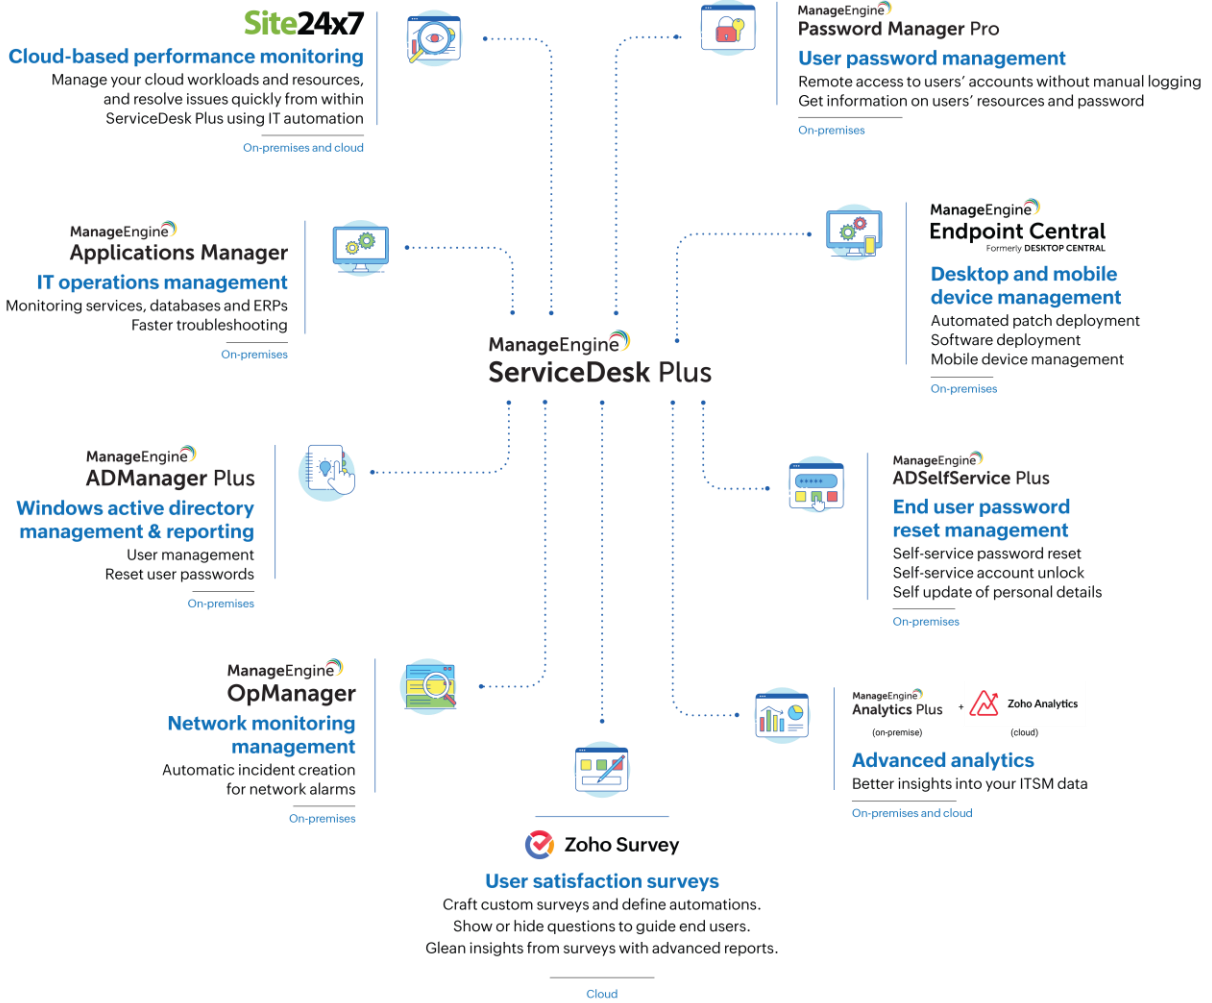 Site24x7
Cloud-based performance monitoring
Manage your cloud workloads and resources,
and resolve issues quickly from within
ServiceDesk Plus using IT automation
On-premises and cloud
ManageEngine
Password Manager Pro
User password management
Remote access to users’ accounts without manual logging
Get information on users’ resources and password
On-premises
ManageEngine
Applications Manager
IT operations management
Monitoring services, databases and ERPs
Faster troubleshooting
On-premises
ManageEngine
Endpoint Central
Formerly DESKTOP CENTRAL
Desktop and mobile
device management
Automated patch deployment
Software deployment
Mobile device management
On-premises
ManageEngine
ServiceDesk Plus
ManageEngine
ADManager Plus
Windows active directory
management & reporting
User management
Reset user passwords
On-premises
ManageEngine
ADSelfService Plus
End user password
reset management
Self-service password reset
Self-service account unlock
Self update of personal details
On-premises
ManageEngine
OpManager
Network monitoring
management
Automatic incident creation
for network alarms
On-premises
ManageEngine
Analytics Plus + Zoho Analytics
(on-premise) (cloud)
Advanced analytics
Better insights into your ITSM data
On-premises and cloud
Zoho Survey
User satisfaction surveys
Craft custom surveys and define automations.
Show or hide questions to guide end users.
Glean insights from surveys with advanced reports.
Cloud